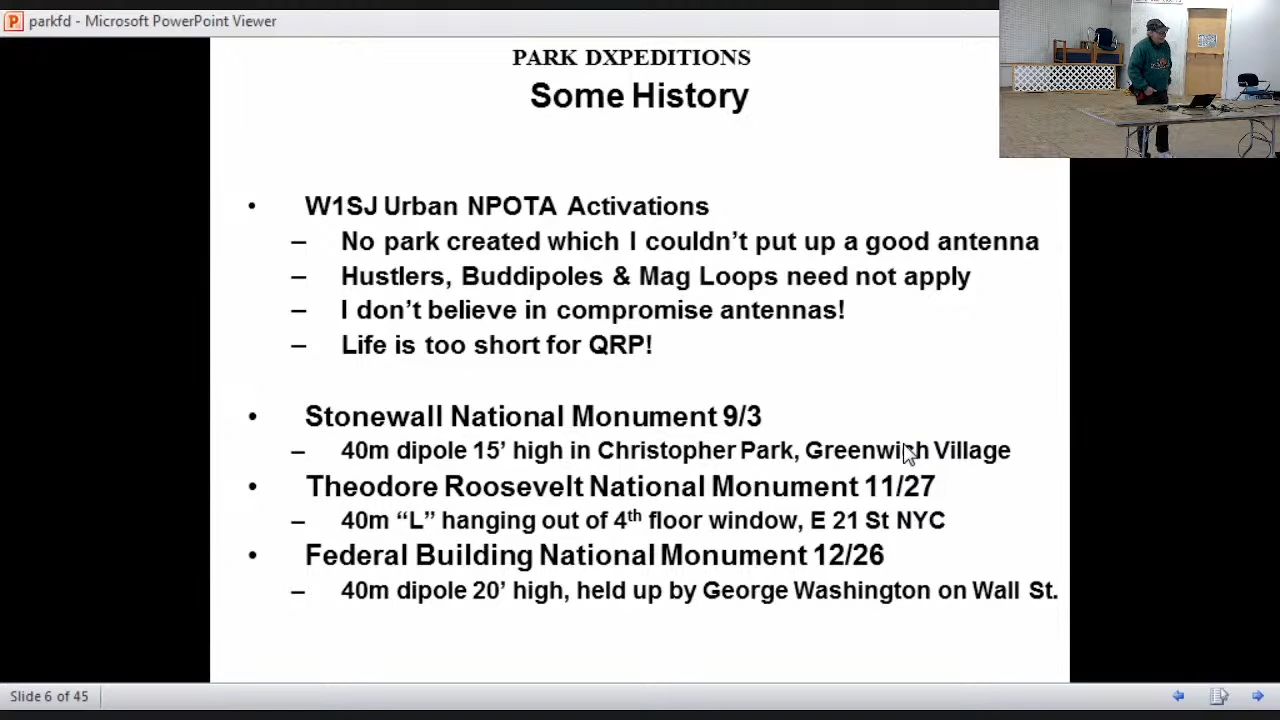 parkfd - Microsoft PowerPoint Viewer
PARK DXPEDITIONS
Some History
• W1SJ Urban NPOTA Activations
– No park created which I couldn't put up a good antenna
– Hustlers, Buddipoles & Mag Loops need not apply
– I don't believe in compromise antennas!
– Life is too short for QRP!
• Stonewall National Monument 9/3
– 40m dipole 15' high in Christopher Park, Greenwich Village
• Theodore Roosevelt National Monument 11/27
– 40m “L” hanging out of 4th floor window, E 21 St NYC
• Federal Building National Monument 12/26
– 40m dipole 20' high, held up by George Washington on Wall St.
Slide 6 of 45